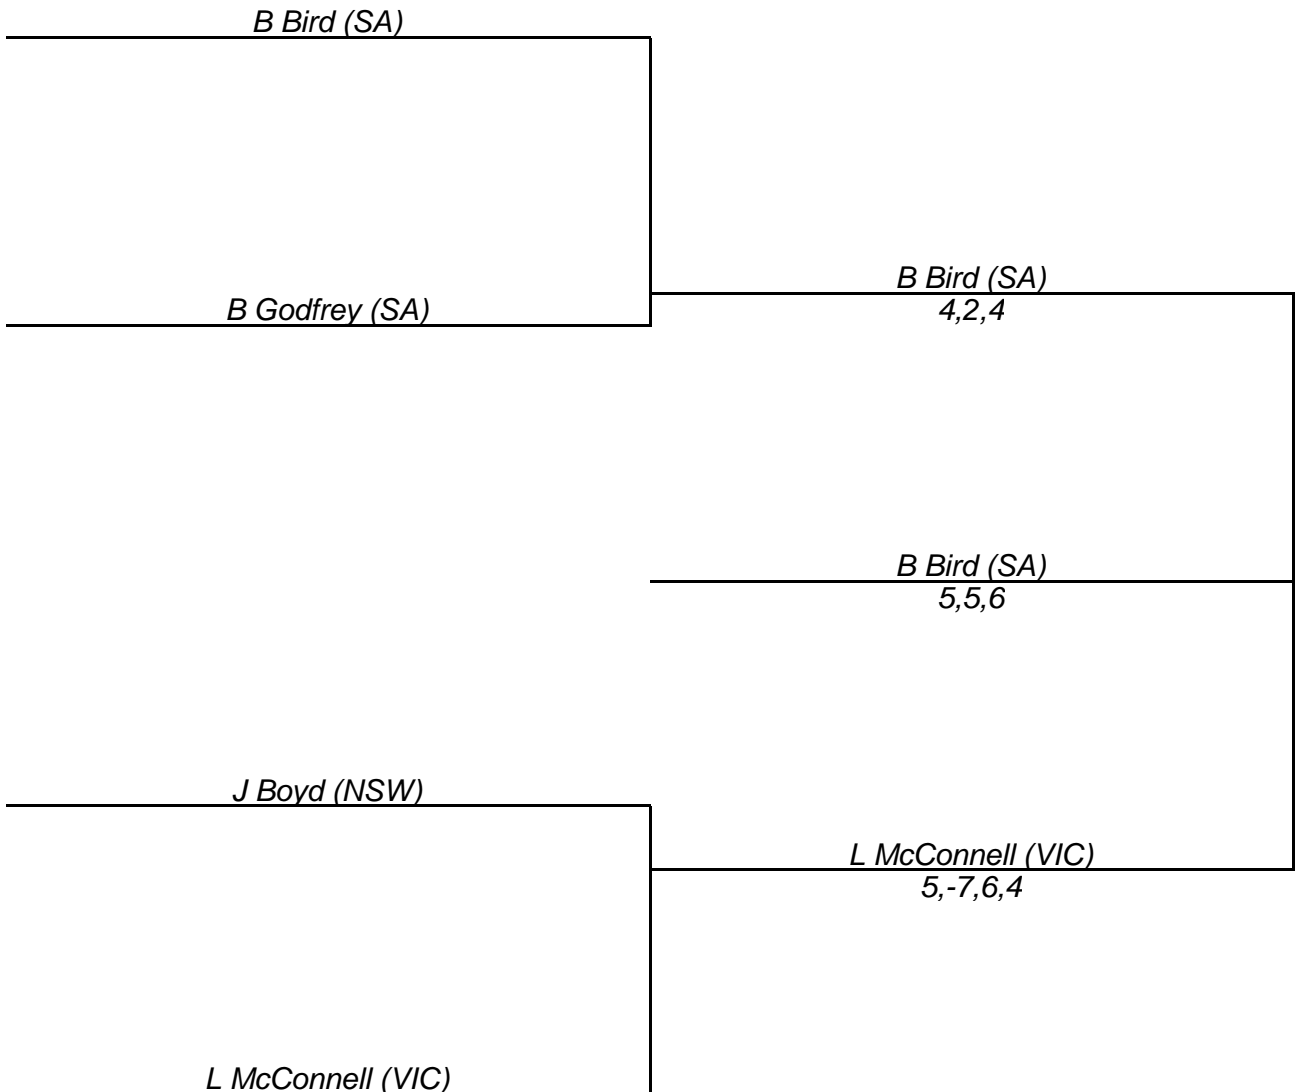 B Bird (SA)
B Godfrey (SA)
B Bird (SA)
4,2,4
B Bird (SA)
5,5,6
J Boyd (NSW)
L McConnell (VIC)
5,-7,6,4
L McConnell (VIC)